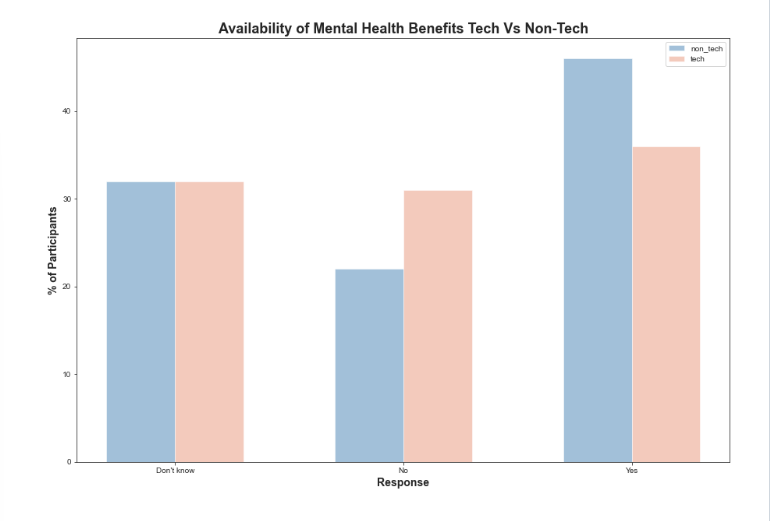 Availability of Mental Health Benefits Tech Vs Non-Tech
non_tech
tech
% of Participants
40
30
20
10
0
Don't know
No
Yes
Response